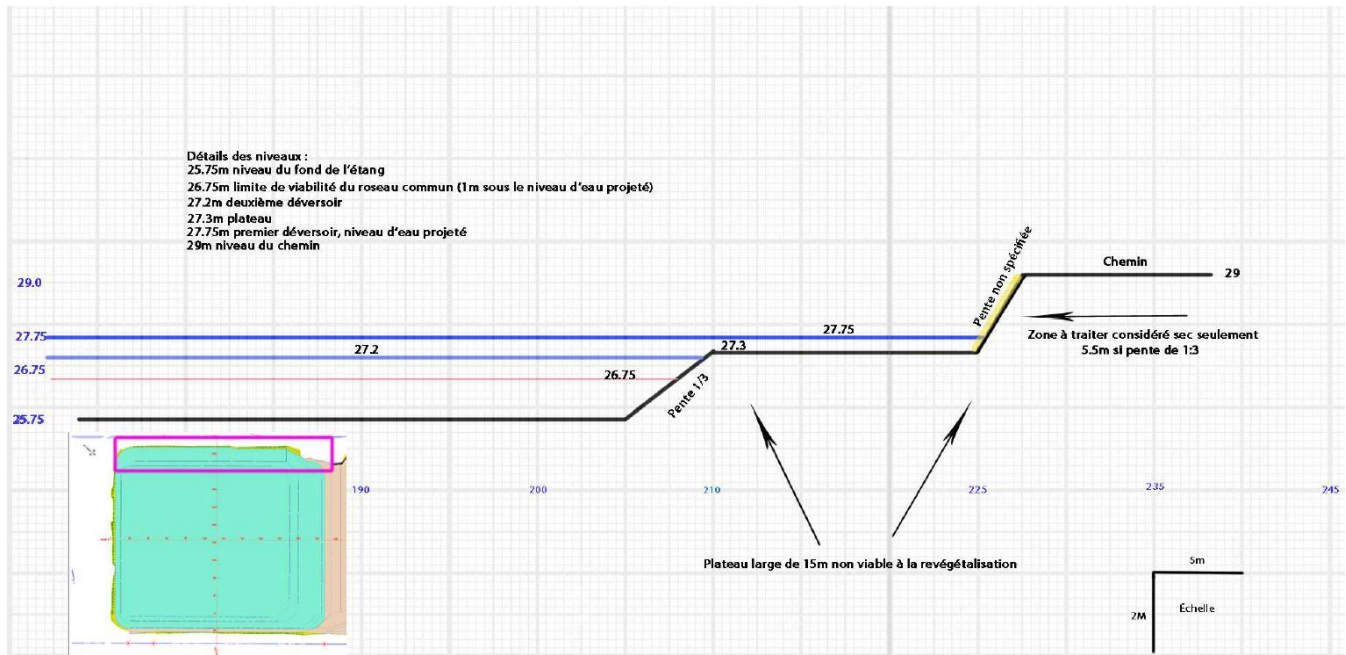 Détails des niveaux :
25.75m niveau du fond de l'étang
26.75m limite de viabilité du roseau commun (1m sous le niveau d'eau projeté)
27.2m deuxième déversoir
27.3m plateau
27.75m premier déversoir, niveau d'eau projeté
29m niveau du chemin
Pente non spécifiée
Chemin
29
29.0
27.75
27.75
Zone à traiter considéré sec seulement
5.5m si pente de 1:3
27.2
27.3
26.75
26.75
Pente 1/3
25.75
190
200
210
225
235
245
Plateau large de 15m non viable à la revégétalisation
5m
2M
Échelle